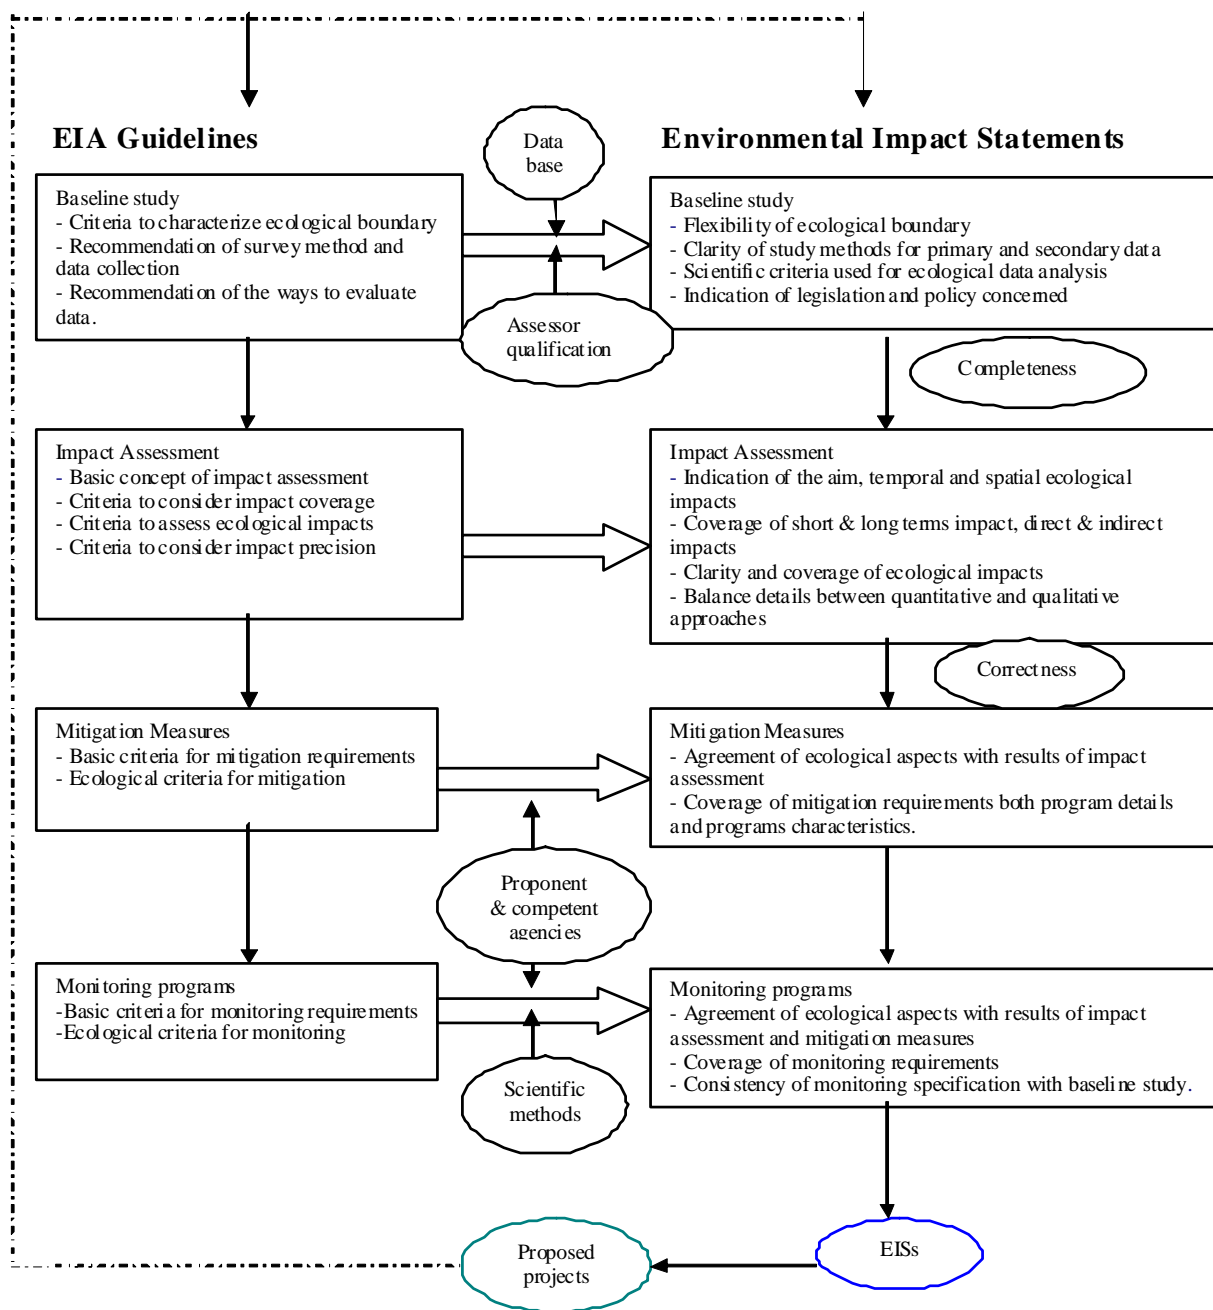 EIA Guidelines
Data
base
Environmental Impact Statements
Baseline study
- Criteria to characterize ecological boundary
- Recommendation of survey method and
data collection
- Recommendation of the ways to evaluate
data.
Baseline study
- Flexibility of ecological boundary
- Clarity of study methods for primary and secondary data
- Scientific criteria used for ecological data analysis
- Indication of legislation and policy concerned
Assessor
qualification
Completeness
Impact Assessment
- Basic concept of impact assessment
- Criteria to consider impact coverage
- Criteria to assess ecological impacts
- Criteria to consider impact precision
Impact Assessment
- Indication of the aim, temporal and spatial ecological
impacts
- Coverage of short & long terms impact, direct & indirect
impacts
- Clarity and coverage of ecological impacts
- Balance details between quantitative and qualitative
approaches
Correctness
Mitigation Measures
- Basic criteria for mitigation requirements
- Ecological criteria for mitigation
Mitigation Measures
- Agreement of ecological aspects with results of impact
assessment
- Coverage of mitigation requirements both program details
and programs characteristics.
Proponent
& competent
agencies
Monitoring programs
-Basic criteria for monitoring requirements
-Ecological criteria for monitoring
Monitoring programs
- Agreement of ecological aspects with results of impact
assessment and mitigation measures
- Coverage of monitoring requirements
- Consistency of monitoring specification with baseline study.
Scientific
methods
EISs
Proposed
projects